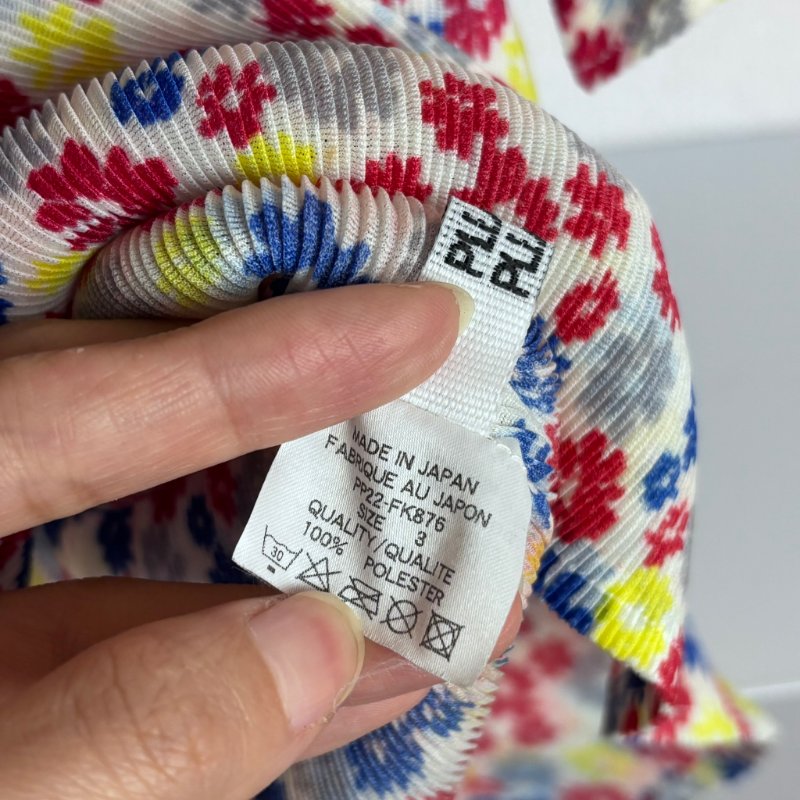 PLE
PLE
MADE IN JAPAN
FABRIQUE AU JAPON
PP22-FK876
SIZE 3
QUALITY/QUALITE
100% POLESTER
30